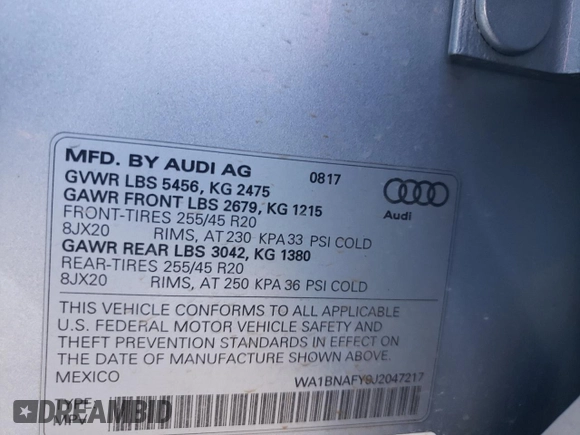 MFD. BY AUDI AG 0817
GVWR LBS 5456, KG 2475
GAWR FRONT LBS 2679, KG 1215
FRONT-TIRES 255/45 R20
8JX20 RIMS, AT 230 KPA 33 PSI COLD
GAWR REAR LBS 3042, KG 1380
REAR-TIRES 255/45 R20
8JX20 RIMS, AT 250 KPA 36 PSI COLD
Audi
THIS VEHICLE CONFORMS TO ALL APPLICABLE
U.S. FEDERAL MOTOR VEHICLE SAFETY AND
THEFT PREVENTION STANDARDS IN EFFECT ON
THE DATE OF MANUFACTURE SHOWN ABOVE.
MEXICO
TYPE
MPV
DREAMBID